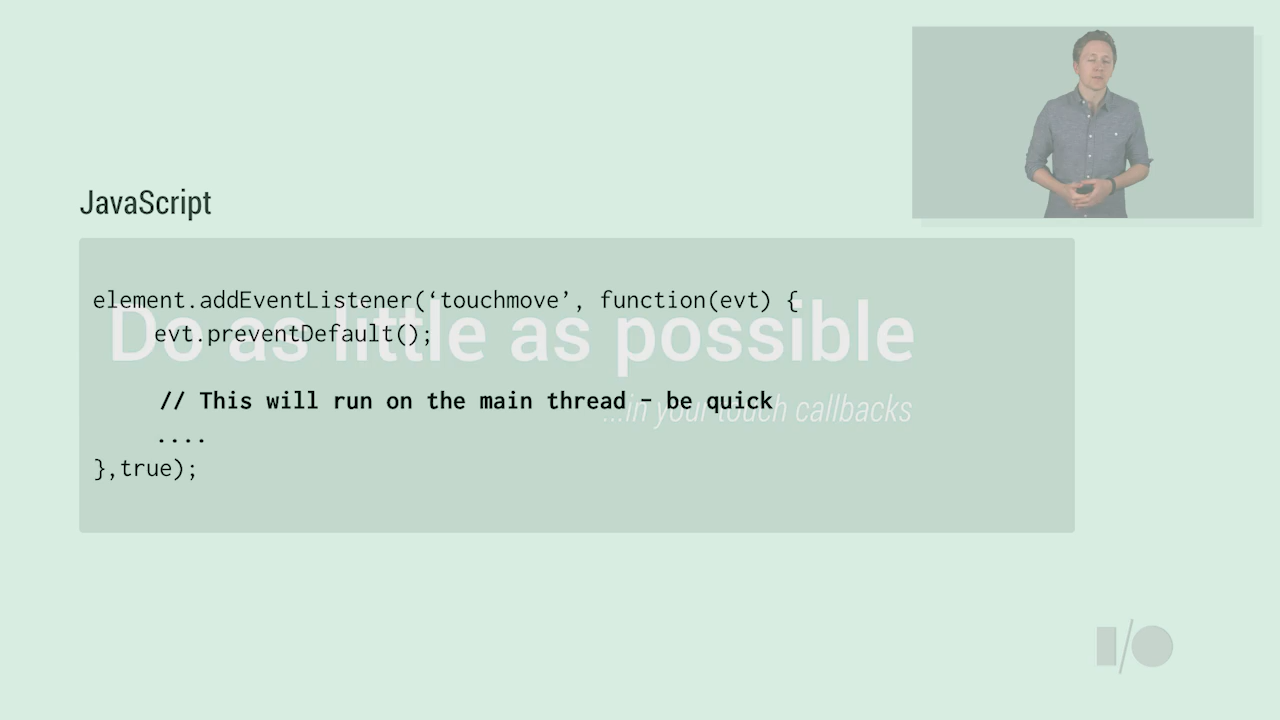 JavaScript
element.addEventListener(‘touchmove’, function(evt) {
evt.preventDefault();
Do as little as possible
// This will run on the main thread – be quick
...in your touch callbacks
....
},true);
I/O